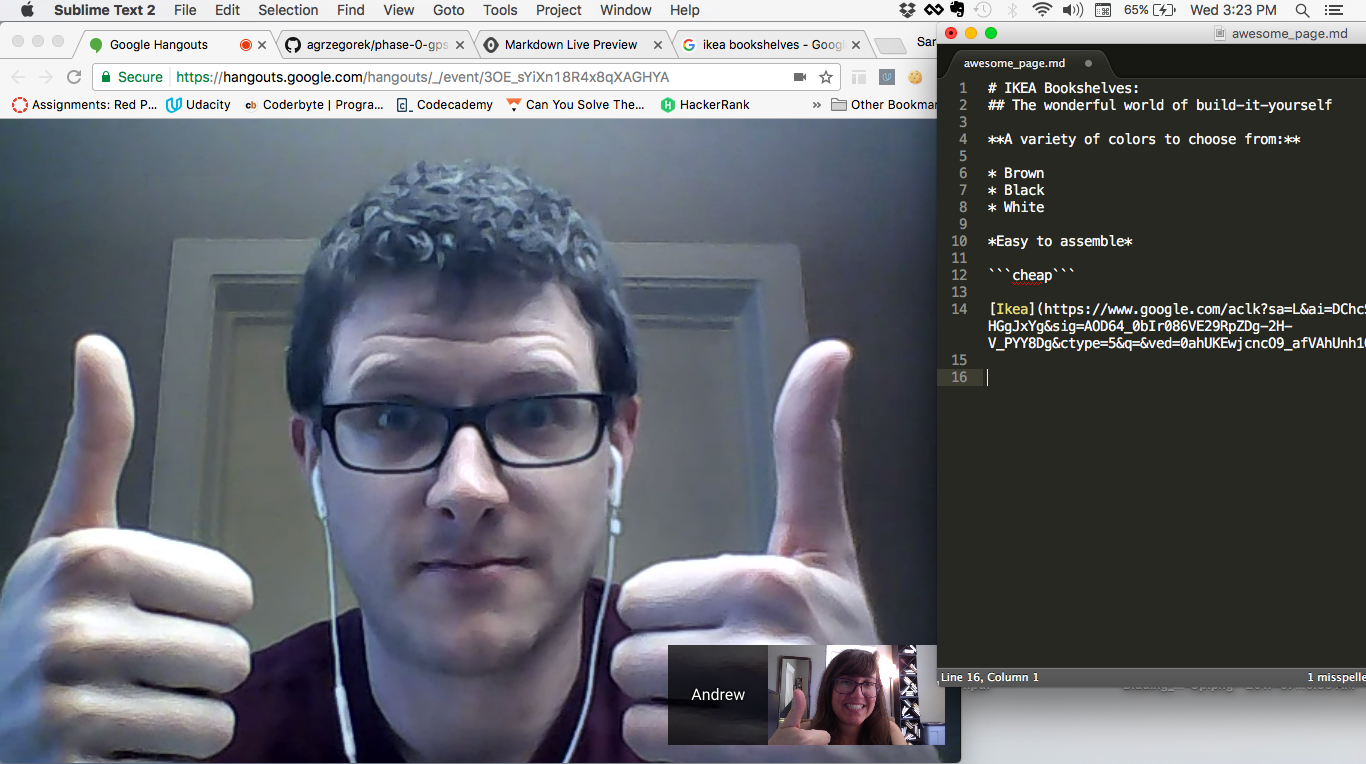 Sublime Text 2 File Edit Selection Find View Goto Tools Project Window Help 65% Wed 3:23 PM
Google Hangouts agrzegorek/phase-0-gps Markdown Live Preview ikea bookshelves - Goog Sar
Secure https://hangouts.google.com/hangouts/_/event/3OE_sYiXn18R4x8qXAGHYA
Assignments: Red P... Udacity Coderbyte | Progra... Codecademy Can You Solve The... HackerRank » Other Bookmar
awesome_page.md
awesome_page.md
1 # IKEA Bookshelves:
2 ## The wonderful world of build-it-yourself
3
4 **A variety of colors to choose from:**
5
6 * Brown
7 * Black
8 * White
9
10 *Easy to assemble*
11
12 ```cheap```
13
14 [Ikea](https://www.google.com/aclk?sa=L&ai=DChcS
HGgJxYg&sig=AOD64_0bIr086VE29RpZDg-2H-
V_PYY8Dg&ctype=5&q=&ved=0ahUKEwjcncO9_afVAhUnh1
15
16
Line 16, Column 1 1 misspelle
Andrew